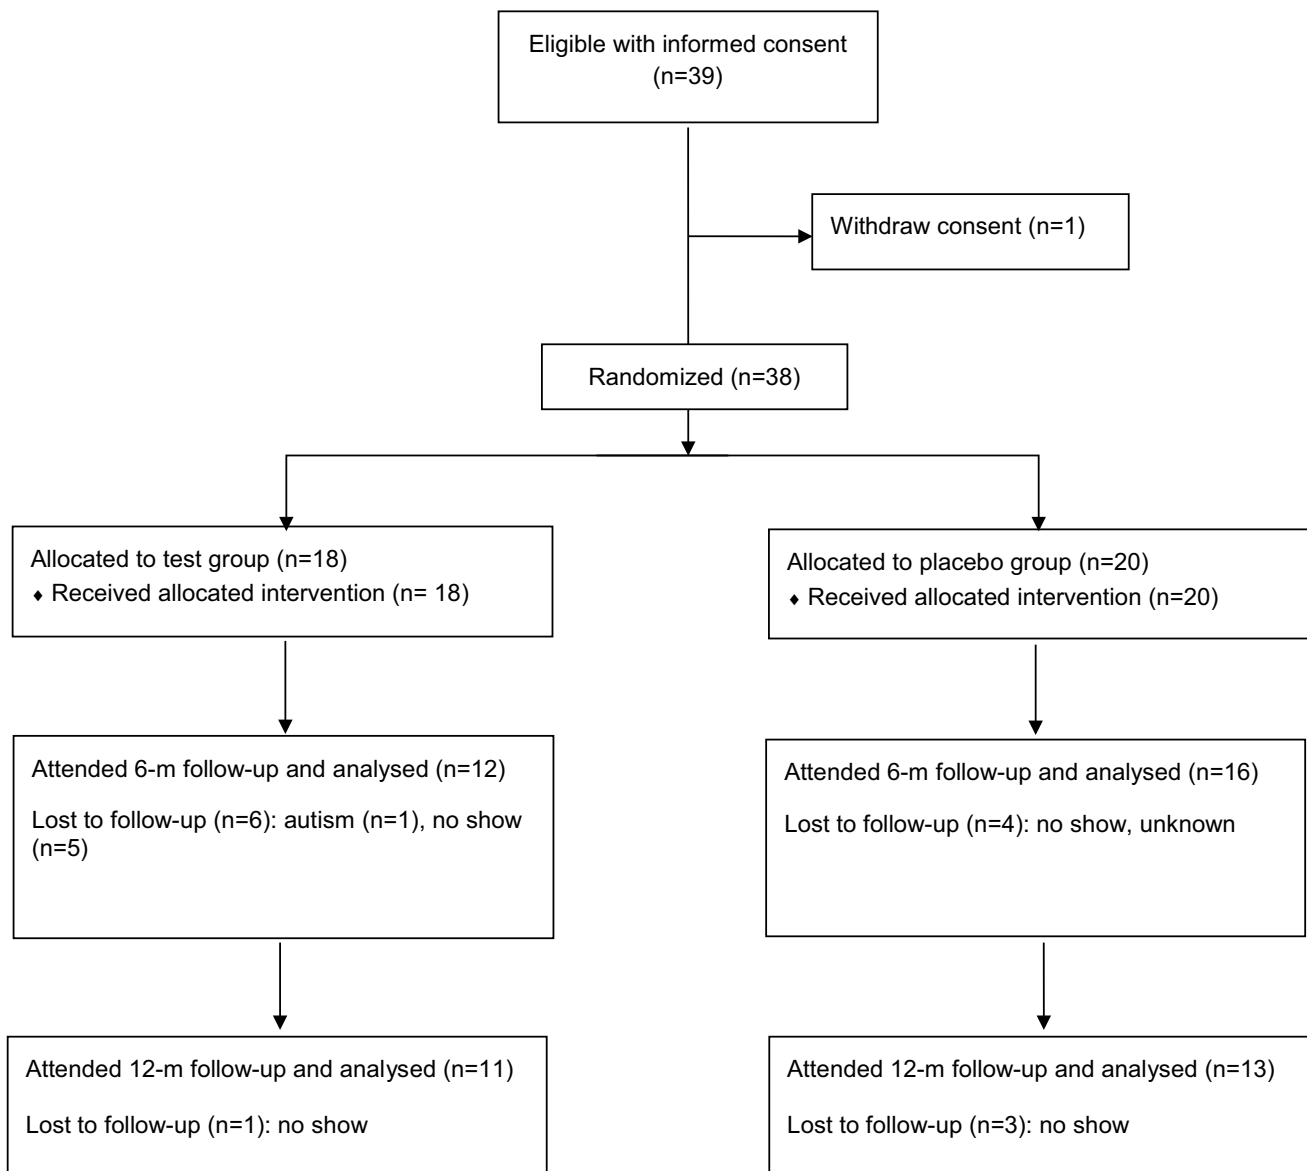 Eligible with informed consent
(n=39)
Withdraw consent (n=1)
Randomized (n=38)
Allocated to test group (n=18)
♦ Received allocated intervention (n= 18)
Allocated to placebo group (n=20)
♦ Received allocated intervention (n=20)
Attended 6-m follow-up and analysed (n=12)
Lost to follow-up (n=6): autism (n=1), no show
(n=5)
Attended 6-m follow-up and analysed (n=16)
Lost to follow-up (n=4): no show, unknown
Attended 12-m follow-up and analysed (n=11)
Lost to follow-up (n=1): no show
Attended 12-m follow-up and analysed (n=13)
Lost to follow-up (n=3): no show